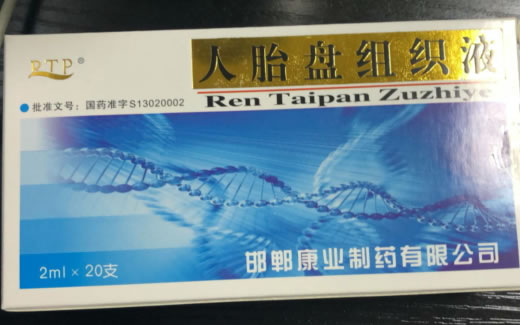 RTP®
人胎盘组织液
Ren Taipan Zuzhiye
批准文号：国药准字S13020002
2ml × 20支
邯郸康业制药有限公司